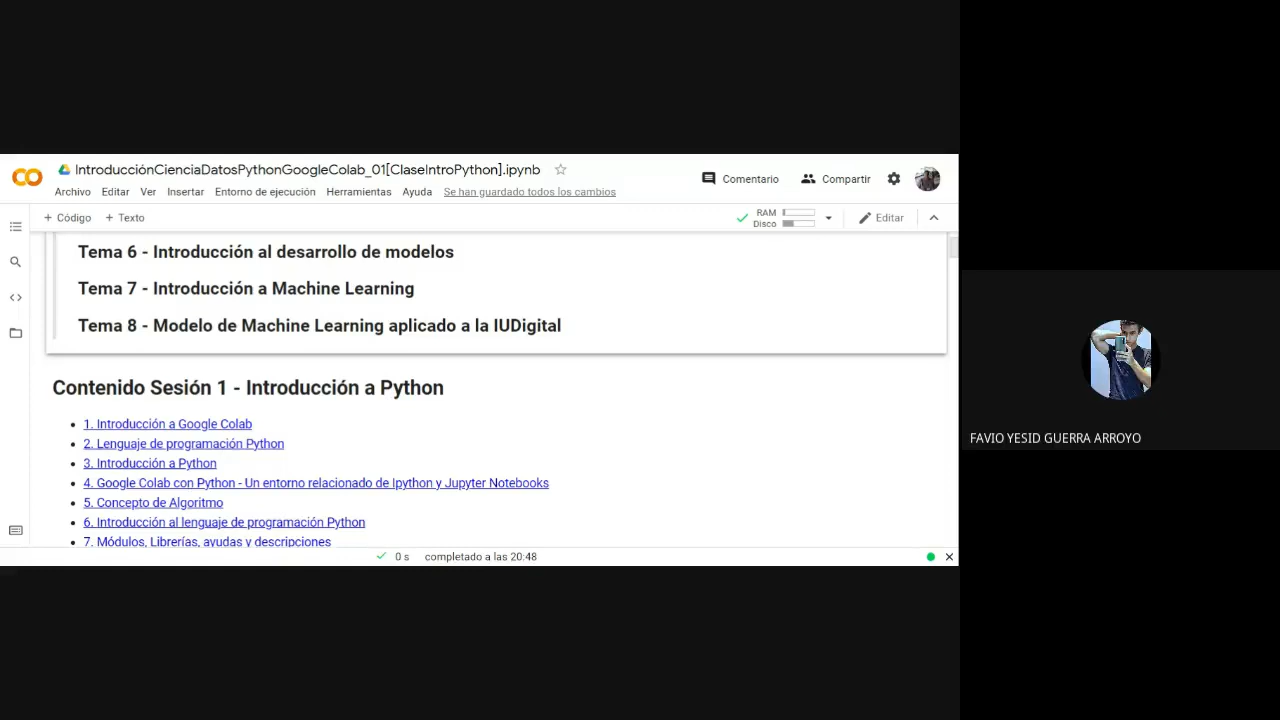 IntroducciónCienciaDatosPythonGoogleColab_01[ClaseIntroPython].ipynb
Comentario
Compartir
Archivo Editar Ver Insertar Entorno de ejecución Herramientas Ayuda Se han guardado todos los cambios
+ Código + Texto
RAM
Disco
Editar
Tema 6 - Introducción al desarrollo de modelos
Tema 7 - Introducción a Machine Learning
Tema 8 - Modelo de Machine Learning aplicado a la IUDigital
Contenido Sesión 1 - Introducción a Python
1. Introducción a Google Colab
2. Lenguaje de programación Python
3. Introducción a Python
4. Google Colab con Python - Un entorno relacionado de Ipython y Jupyter Notebooks
5. Concepto de Algoritmo
6. Introducción al lenguaje de programación Python
7. Módulos, Librerías, ayudas y descripciones
0 s completado a las 20:48
FAVIO YESID GUERRA ARROYO